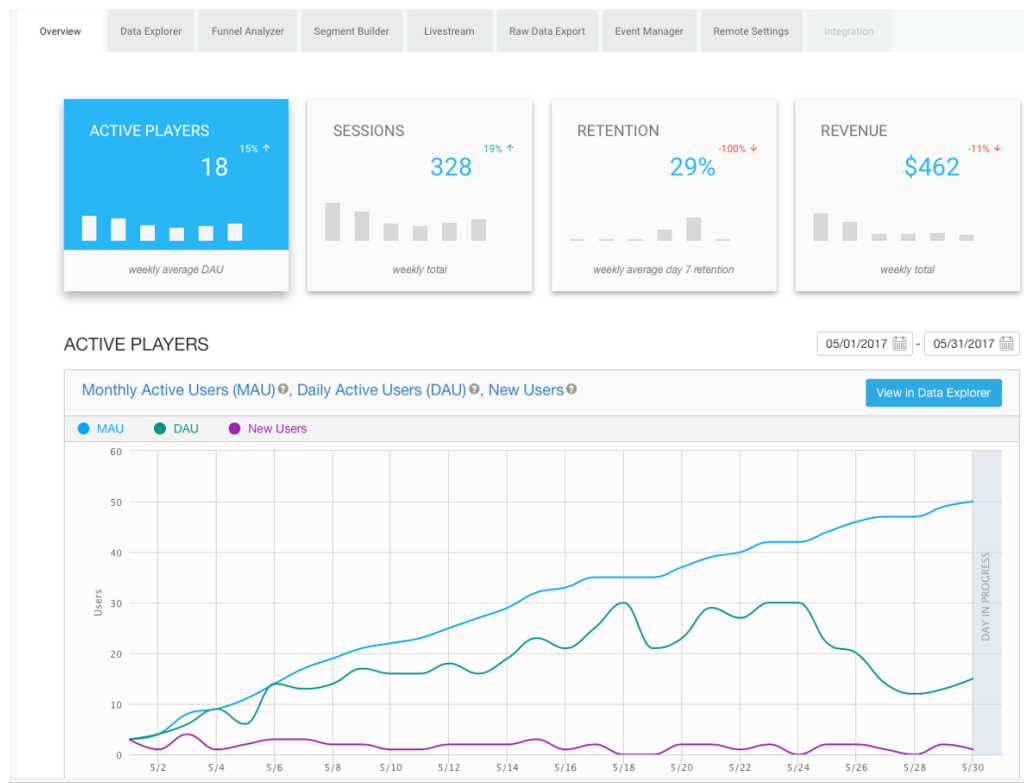 Overview Data Explorer Funnel Analyzer Segment Builder Livestream Raw Data Export Event Manager Remote Settings Integration
ACTIVE PLAYERS
15% ↑
18
weekly average DAU
SESSIONS
19% ↑
328
weekly total
RETENTION
-100% ↓
29%
weekly average day 7 retention
REVENUE
-11% ↓
$462
weekly total
ACTIVE PLAYERS
05/01/2017 - 05/31/2017
Monthly Active Users (MAU)?, Daily Active Users (DAU)?, New Users?
View in Data Explorer
MAU DAU New Users
60
50
40
30
20
10
0
Users
DAY IN PROGRESS
5/2 5/4 5/6 5/8 5/10 5/12 5/14 5/16 5/18 5/20 5/22 5/24 5/26 5/28 5/30